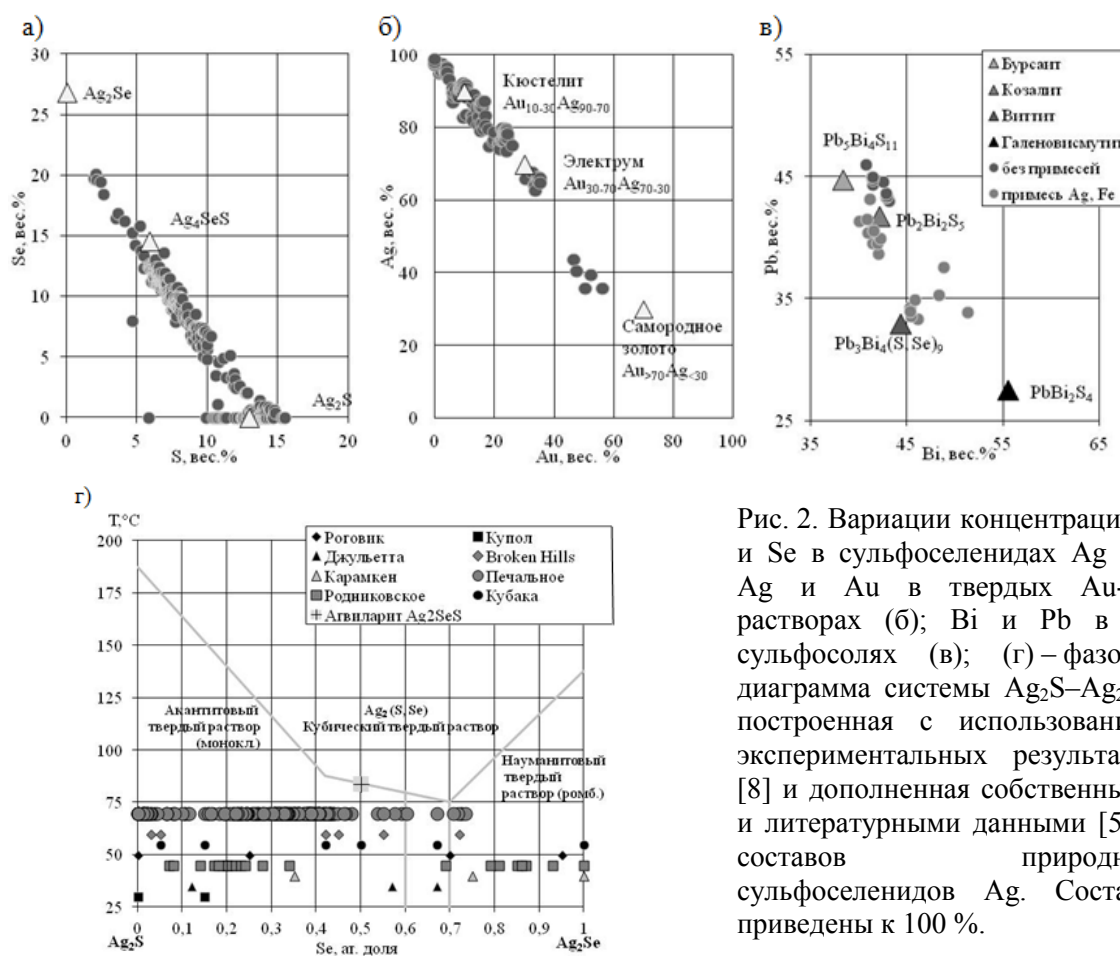 а)
30
25
20
15
10
5
0
Se, вес.%
Ag₂Se
Ag₄SeS
Ag₂S
0 5 10 15 20
S, вес.%
б)
100
80
60
40
20
0
Ag, вес.%
Кюстелит
Au₁₀₋₃₀Ag₉₀₋₇₀
Электрум
Au₃₀₋₇₀Ag₇₀₋₃₀
Самородное
золото
Au>₇₀Ag<₃₀
0 20 40 60 80 100
Au, вес. %
в)
55
45
35
25
Pb, вес.%
Бурсаит
Козалит
Виттит
Галеновисмутит
без примесей
примесь Ag, Fe
Pb₅Bi₄S₁₁
Pb₂Bi₂S₅
Pb₃Bi₄(S,Se)₉
PbBi₂S₄
35 45 55 65
Bi, вес.%
г)
T,°C
200
175
150
125
100
75
50
25
Роговик Купол
Джульетта Broken Hills
Карамкен Печальное
Родниковское Кубака
Агвиларит Ag2SeS
Акантитовый
твердый раствор
(монокл.)
Ag₂(S,Se)
Кубический твердый раствор
Науманитовый
твердый
раствор (ромб.)
0 0,1 0,2 0,3 0,4 0,5 0,6 0,7 0,8 0,9 1
Ag₂S Se, ат. доля Ag₂Se
Рис. 2. Вариации концентраци
и Se в сульфоселенидах Ag
Ag и Au в твердых Au-
растворах (б); Bi и Pb в
сульфосолях (в); (г) – фазо
диаграмма системы Ag₂S–Ag₂
построенная с использовани
экспериментальных результа
[8] и дополненная собственны
и литературными данными [5
составов природн
сульфоселенидов Ag. Соста
приведены к 100 %.